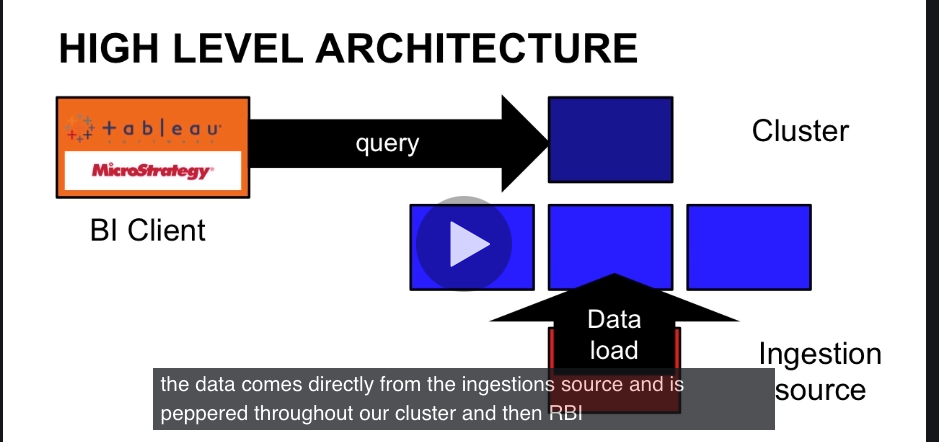 HIGH LEVEL ARCHITECTURE
+ a b | e a u
MicroStrategy
query
Cluster
BI Client
Data
load
Ingestion
source
the data comes directly from the ingestions source and is
peppered throughout our cluster and then RBI